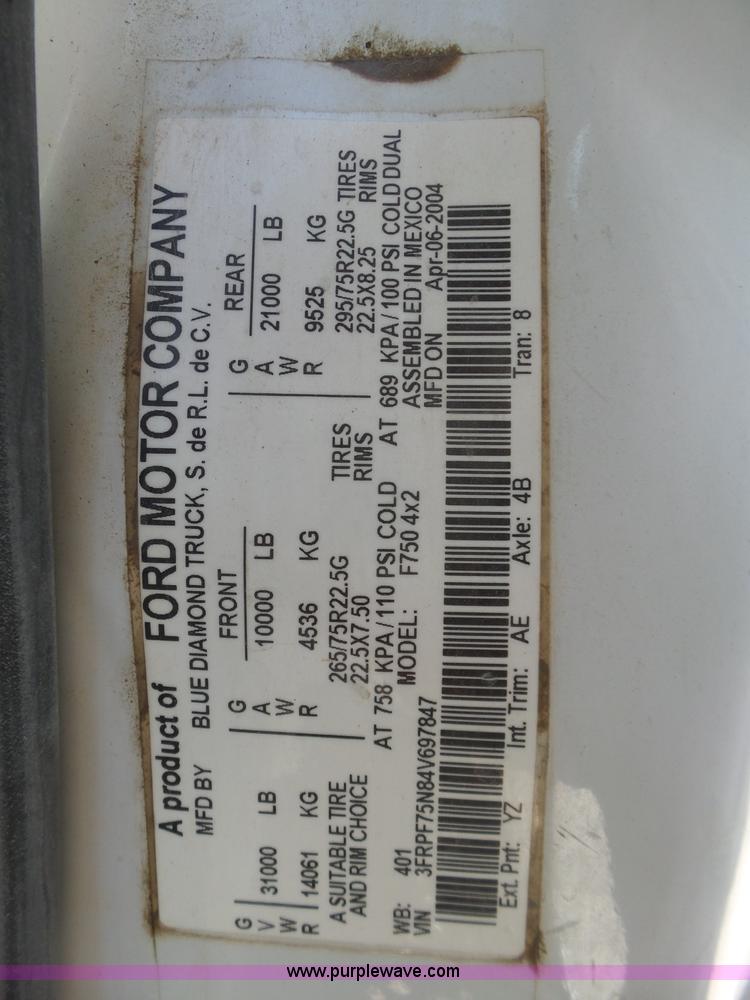 A product of FORD MOTOR COMPANY
MFD BY BLUE DIAMOND TRUCK, S. de R.L. de C.V.
FRONT REAR
G G G
V 31000 LB A 10000 LB A 21000 LB
W W W
R 14061 KG R 4536 KG R 9525 KG
A SUITABLE TIRE 265/75R22.5G TIRES 295/75R22.5G TIRES
AND RIM CHOICE 22.5X7.50 RIMS 22.5X8.25 RIMS
AT 758 KPA/110 PSI COLD AT 689 KPA/100 PSI COLD DUAL
WB: 401 MODEL: F750 4x2 ASSEMBLED IN MEXICO
VIN 3FRPF75N84V697847 MFD ON Apr-06-2004
Ext. Pnt: YZ Int. Trim: AE Axle: 4B Tran: 8
www.purplewave.com